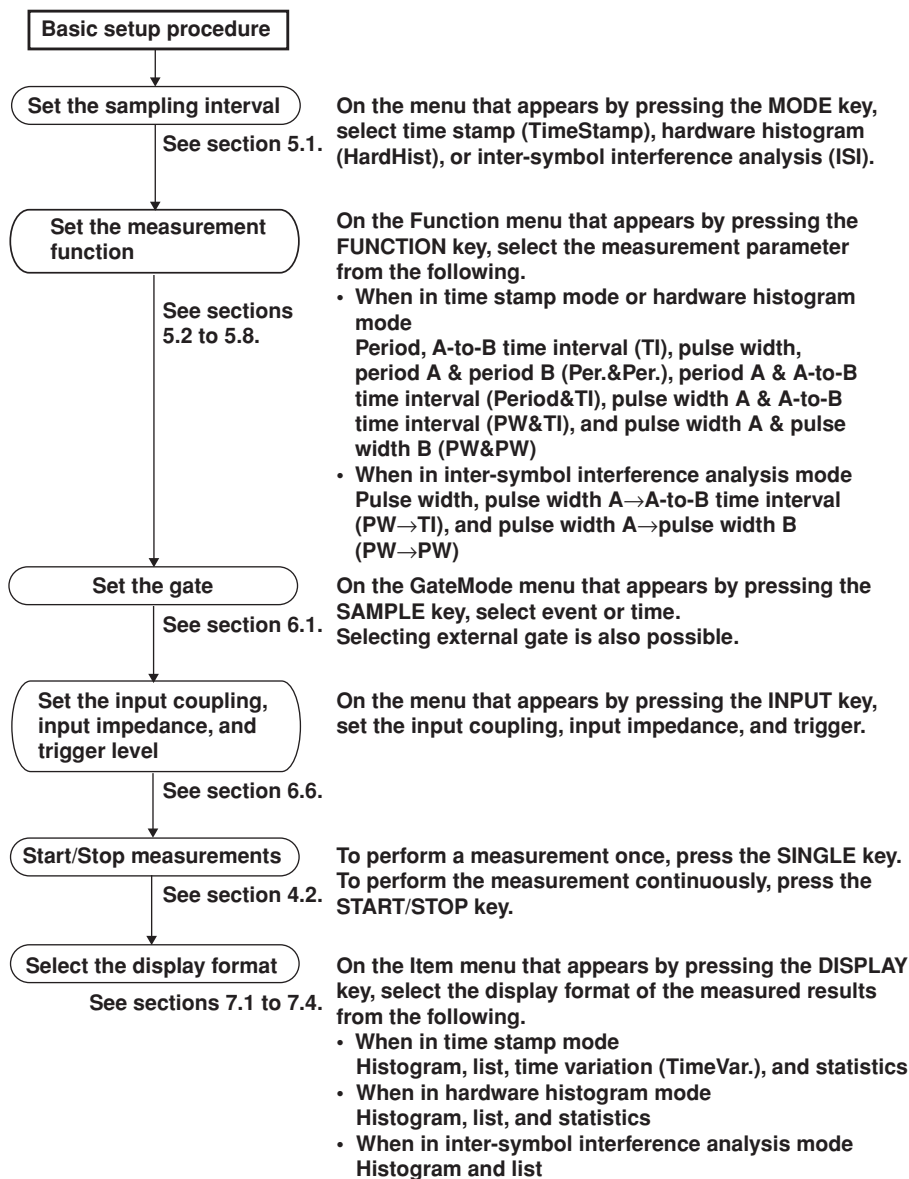 Basic setup procedure
Set the sampling interval
See section 5.1.
On the menu that appears by pressing the MODE key,
select time stamp (TimeStamp), hardware histogram
(HardHist), or inter-symbol interference analysis (ISI).
Set the measurement
function
See sections
5.2 to 5.8.
On the Function menu that appears by pressing the
FUNCTION key, select the measurement parameter
from the following.
• When in time stamp mode or hardware histogram
mode
Period, A-to-B time interval (TI), pulse width,
period A & period B (Per.&Per.), period A & A-to-B
time interval (Period&TI), pulse width A & A-to-B
time interval (PW&TI), and pulse width A & pulse
width B (PW&PW)
• When in inter-symbol interference analysis mode
Pulse width, pulse width A→A-to-B time interval
(PW→TI), and pulse width A→pulse width B
(PW→PW)
Set the gate
See section 6.1.
On the GateMode menu that appears by pressing the
SAMPLE key, select event or time.
Selecting external gate is also possible.
Set the input coupling,
input impedance, and
trigger level
See section 6.6.
On the menu that appears by pressing the INPUT key,
set the input coupling, input impedance, and trigger.
Start/Stop measurements
See section 4.2.
To perform a measurement once, press the SINGLE key.
To perform the measurement continuously, press the
START/STOP key.
Select the display format
See sections 7.1 to 7.4.
On the Item menu that appears by pressing the DISPLAY
key, select the display format of the measured results
from the following.
• When in time stamp mode
Histogram, list, time variation (TimeVar.), and statistics
• When in hardware histogram mode
Histogram, list, and statistics
• When in inter-symbol interference analysis mode
Histogram and list